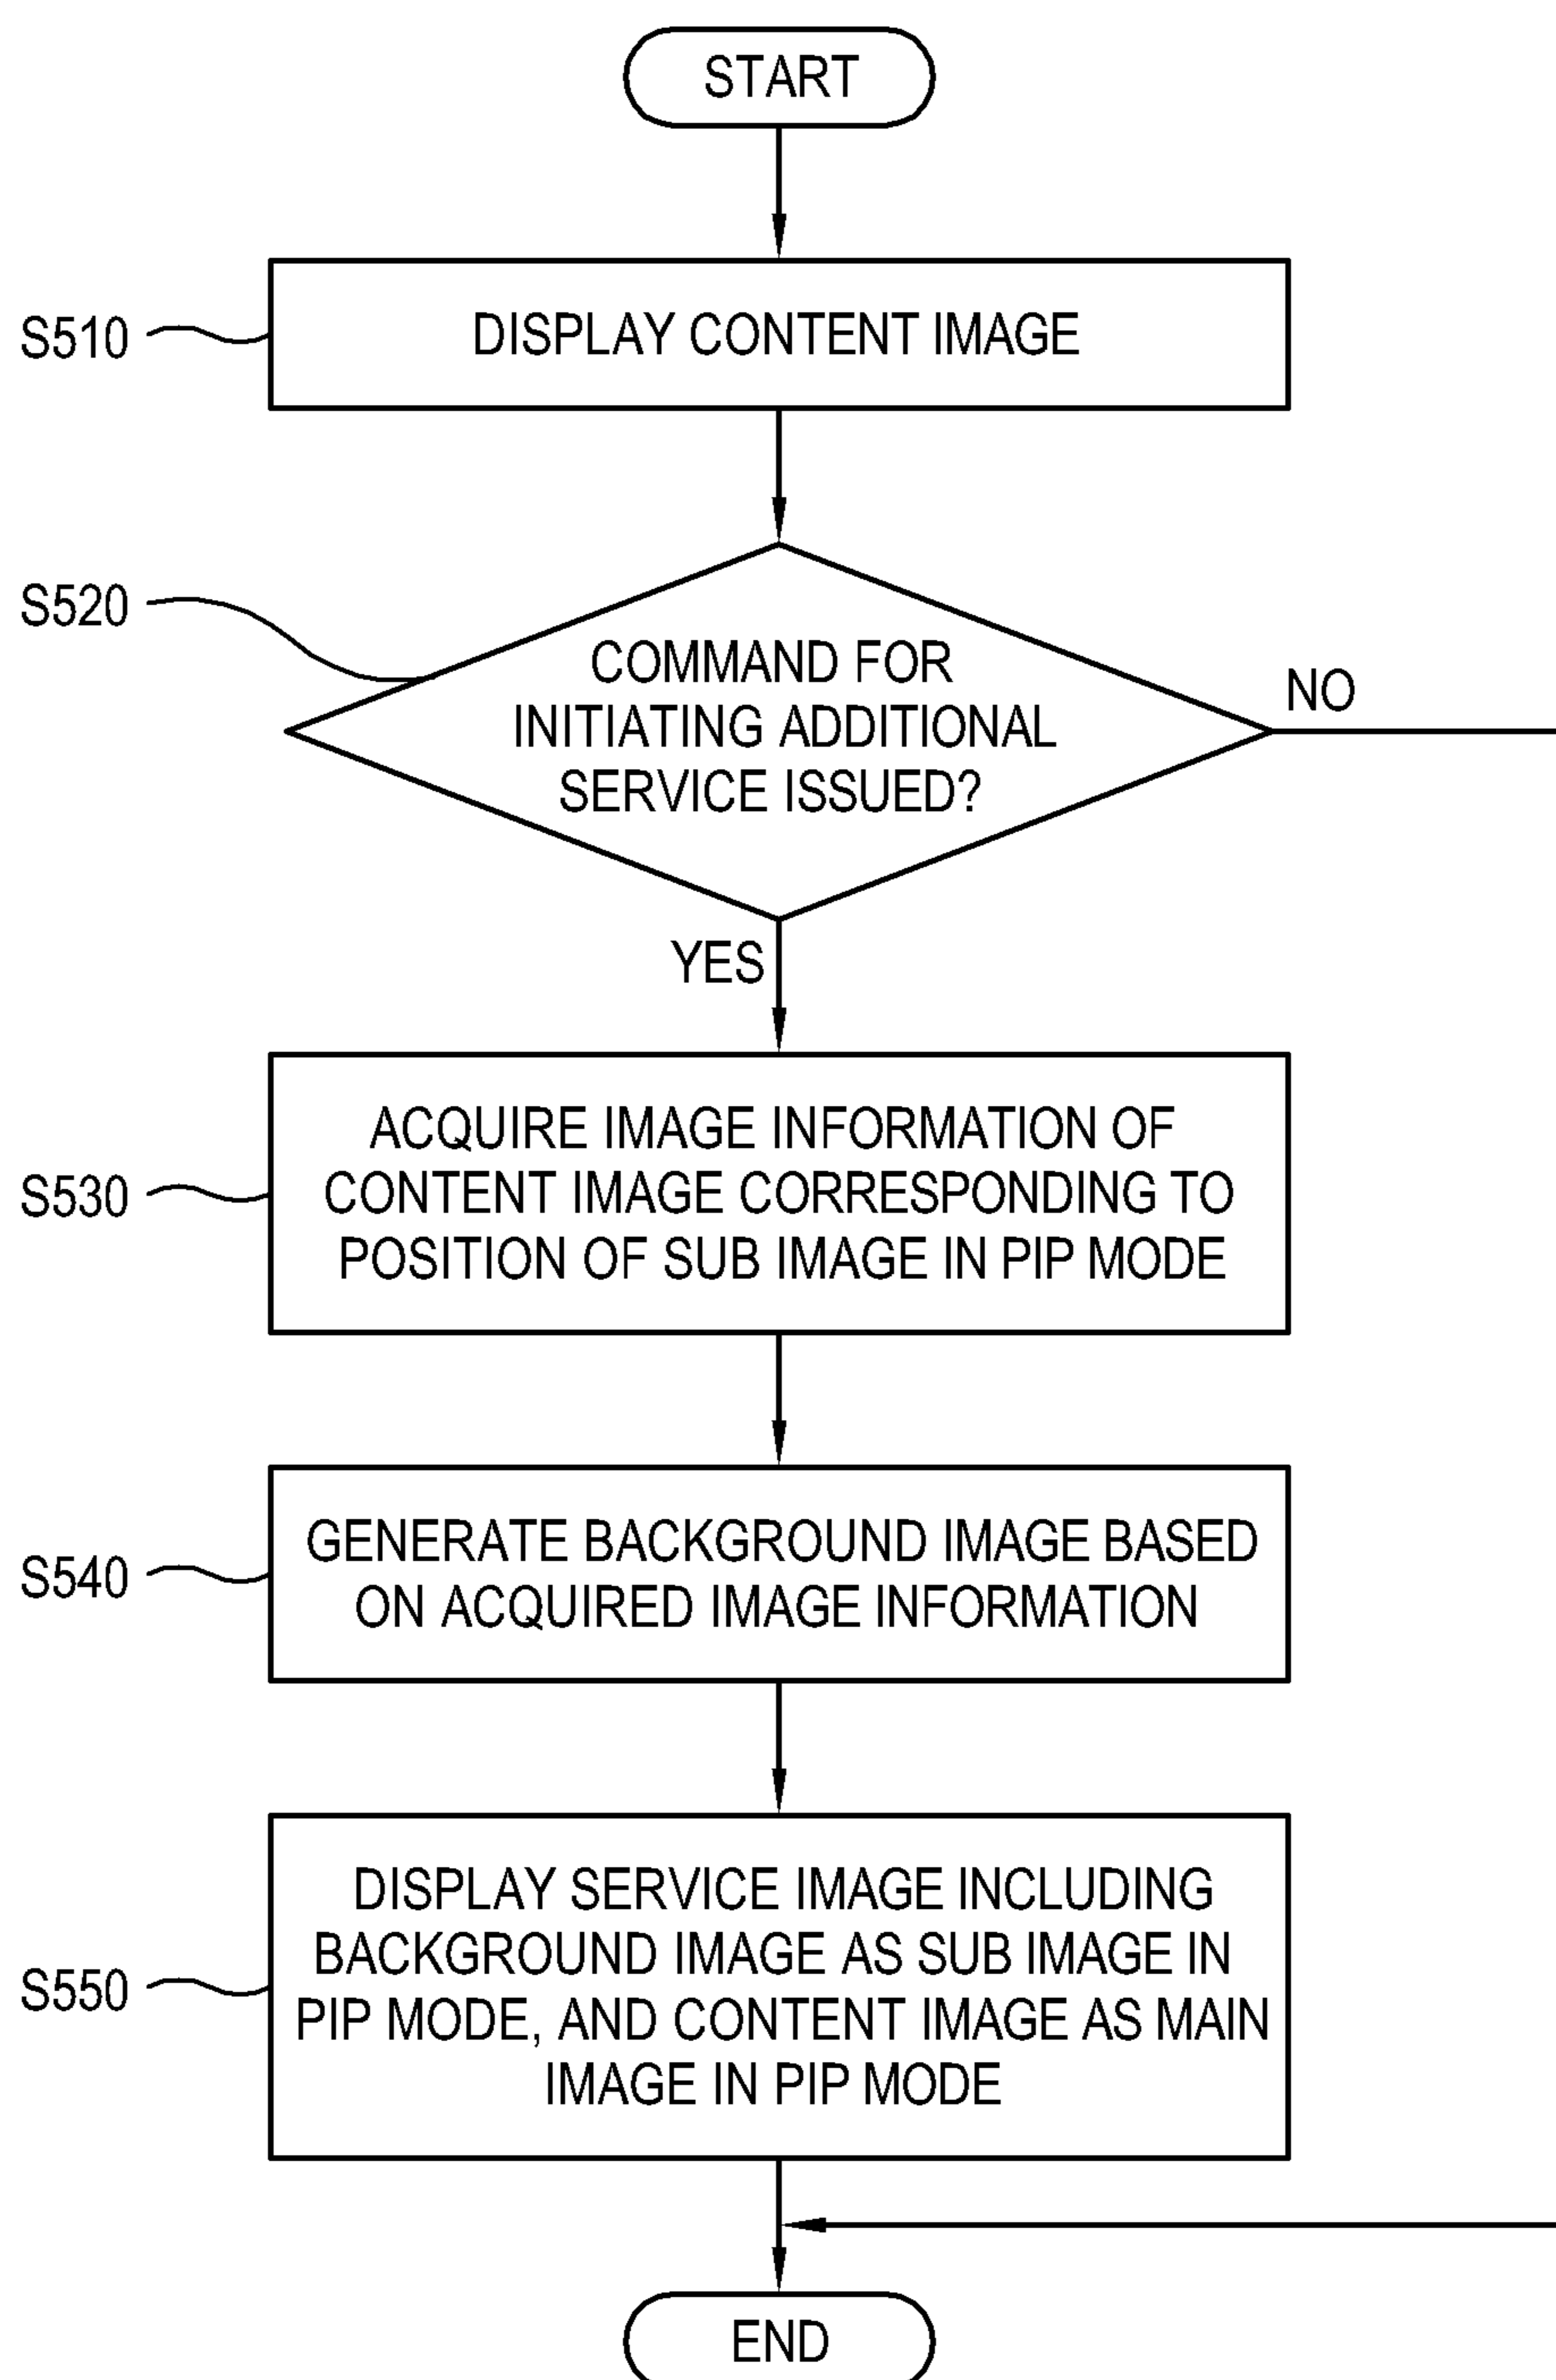 START
S510
DISPLAY CONTENT IMAGE
S520
COMMAND FOR
INITIATING ADDITIONAL
SERVICE ISSUED?
NO
YES
S530
ACQUIRE IMAGE INFORMATION OF
CONTENT IMAGE CORRESPONDING TO
POSITION OF SUB IMAGE IN PIP MODE
S540
GENERATE BACKGROUND IMAGE BASED
ON ACQUIRED IMAGE INFORMATION
S550
DISPLAY SERVICE IMAGE INCLUDING
BACKGROUND IMAGE AS SUB IMAGE IN
PIP MODE, AND CONTENT IMAGE AS MAIN
IMAGE IN PIP MODE
END